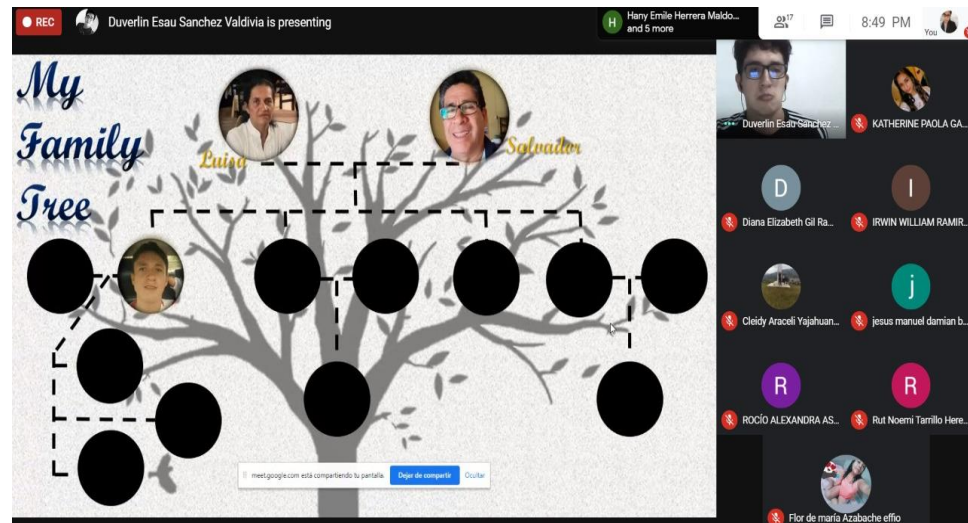 REC
Duverlin Esau Sanchez Valdivia is presenting
H
Hany Emile Herrera Maldo...
and 5 more
17
8:49 PM
You
My
Family
Tree
Luisa
Salvador
Duverlin Esau Sanchez ...
KATHERINE PAOLA GA...
D
Diana Elizabeth Gil Ra...
I
IRWIN WILLIAM RAMIR...
Cleidy Araceli Yajahuan...
j
jesus manuel damian b...
R
ROCÍO ALEXANDRA AS...
R
Rut Noemi Tarrillo Here...
meet.google.com está compartiendo tu pantalla.
Dejar de compartir
Ocultar
Flor de maría Azabache effio